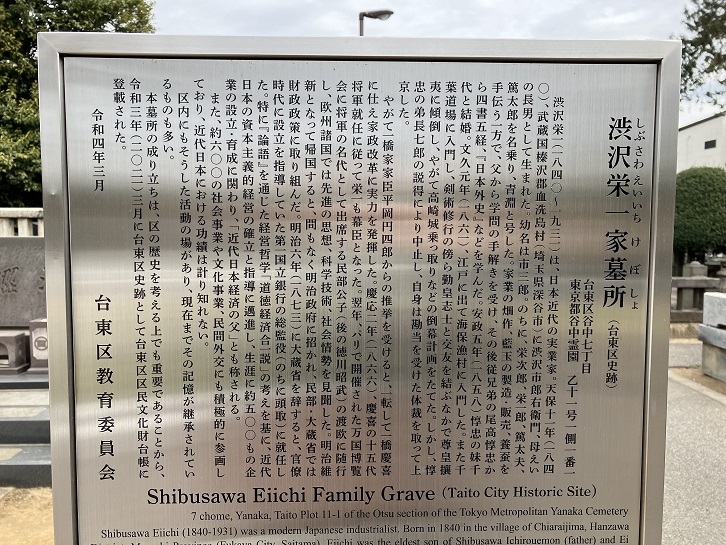 しぶさわえいいち け ぼしょ
渋沢栄一家墓所 (台東区史跡)
台東区谷中七丁目
東京都谷中霊園 乙十一号一側一番
渋沢栄一(一八四〇~一九三一)は、日本近代の実業家。天保十一年(一八四
〇)、武蔵国榛沢郡血洗島村(埼玉県深谷市)に渋沢市郎右衛門、母えい
の長男として生まれた。幼名は市三郎。のちに、栄次郎、栄一郎、篤太夫、
篤太郎を名乗り、青淵と号した。家業の畑作、藍玉の製造・販売、養蚕を
手伝う一方で、父から学問の手解きを受け、その後従兄弟の尾高惇忠か
ら四書五経、『日本外史』などを学んだ。安政五年(一八五八)惇忠の妹千
代と結婚。文久元年(一八六一)、江戸に出て海保漁村に入門した。また千
葉道場に入門し、剣術修行の傍ら勤皇志士と交友を結ぶなかで尊皇攘
夷に傾倒し、やがて高崎城乗っ取りなどの倒幕計画をたてた。しかし、惇
忠の弟長七郎の説得により中止し、自身は勘当を受けた体裁を取って上
京した。
やがて一橋家家臣平岡円四郎からの推挙を受けると、一転して一橋慶喜
に仕え家政改革に実力を発揮した。慶応二年(一八六六)、慶喜の十五代
将軍就任に従って栄一も幕臣となった。翌年、パリで開催された万国博覧
会に将軍の名代として出席する民部公子(後の徳川昭武)の渡欧に随行
し、欧州諸国では先進の思想、科学技術、社会情勢を見聞した。明治維
新となって帰国すると、間もなく明治政府に招かれ、民部・大蔵省では
財政政策に取り組んだ。明治六年(一八七三)に大蔵省を辞すると、官僚
時代に設立を指導していた第一国立銀行の総監役(のちに頭取)に就任し
た。特に『論語』を通じた経営哲学「道徳経済合一説」の考えを基に、近代
日本の資本主義的経営の確立と指導に邁進し、生涯に約五〇〇もの企
業の設立・育成に関わり、「近代日本経済の父」とも称される。
また、約六〇〇の社会事業や文化事業、民間外交にも積極的に参画し
ており、近代日本における功績は計り知れない。
区内にもそうした活動の場があり、現在までその記憶が継承されてい
るものも多い。
本墓所の成り立ちは、区の歴史を考える上でも重要であることから、
令和三年(二〇二一)三月に台東区史跡として台東区区民文化財台帳に
登載された。
令和四年三月
台東区教育委員会
Shibusawa Eiichi Family Grave (Taito City Historic Site)
7 chome, Yanaka, Taito Plot 11-1 of the Otsu section of the Tokyo Metropolitan Yanaka Cemetery
Shibusawa Eiichi (1840-1931) was a modern Japanese industrialist. Born in 1840 in the village of Chiaraijima, Hanzawa
(Fukaya City, Saitama), Eiichi was the eldest son of Shibusawa Ichirouemon (father) and Ei